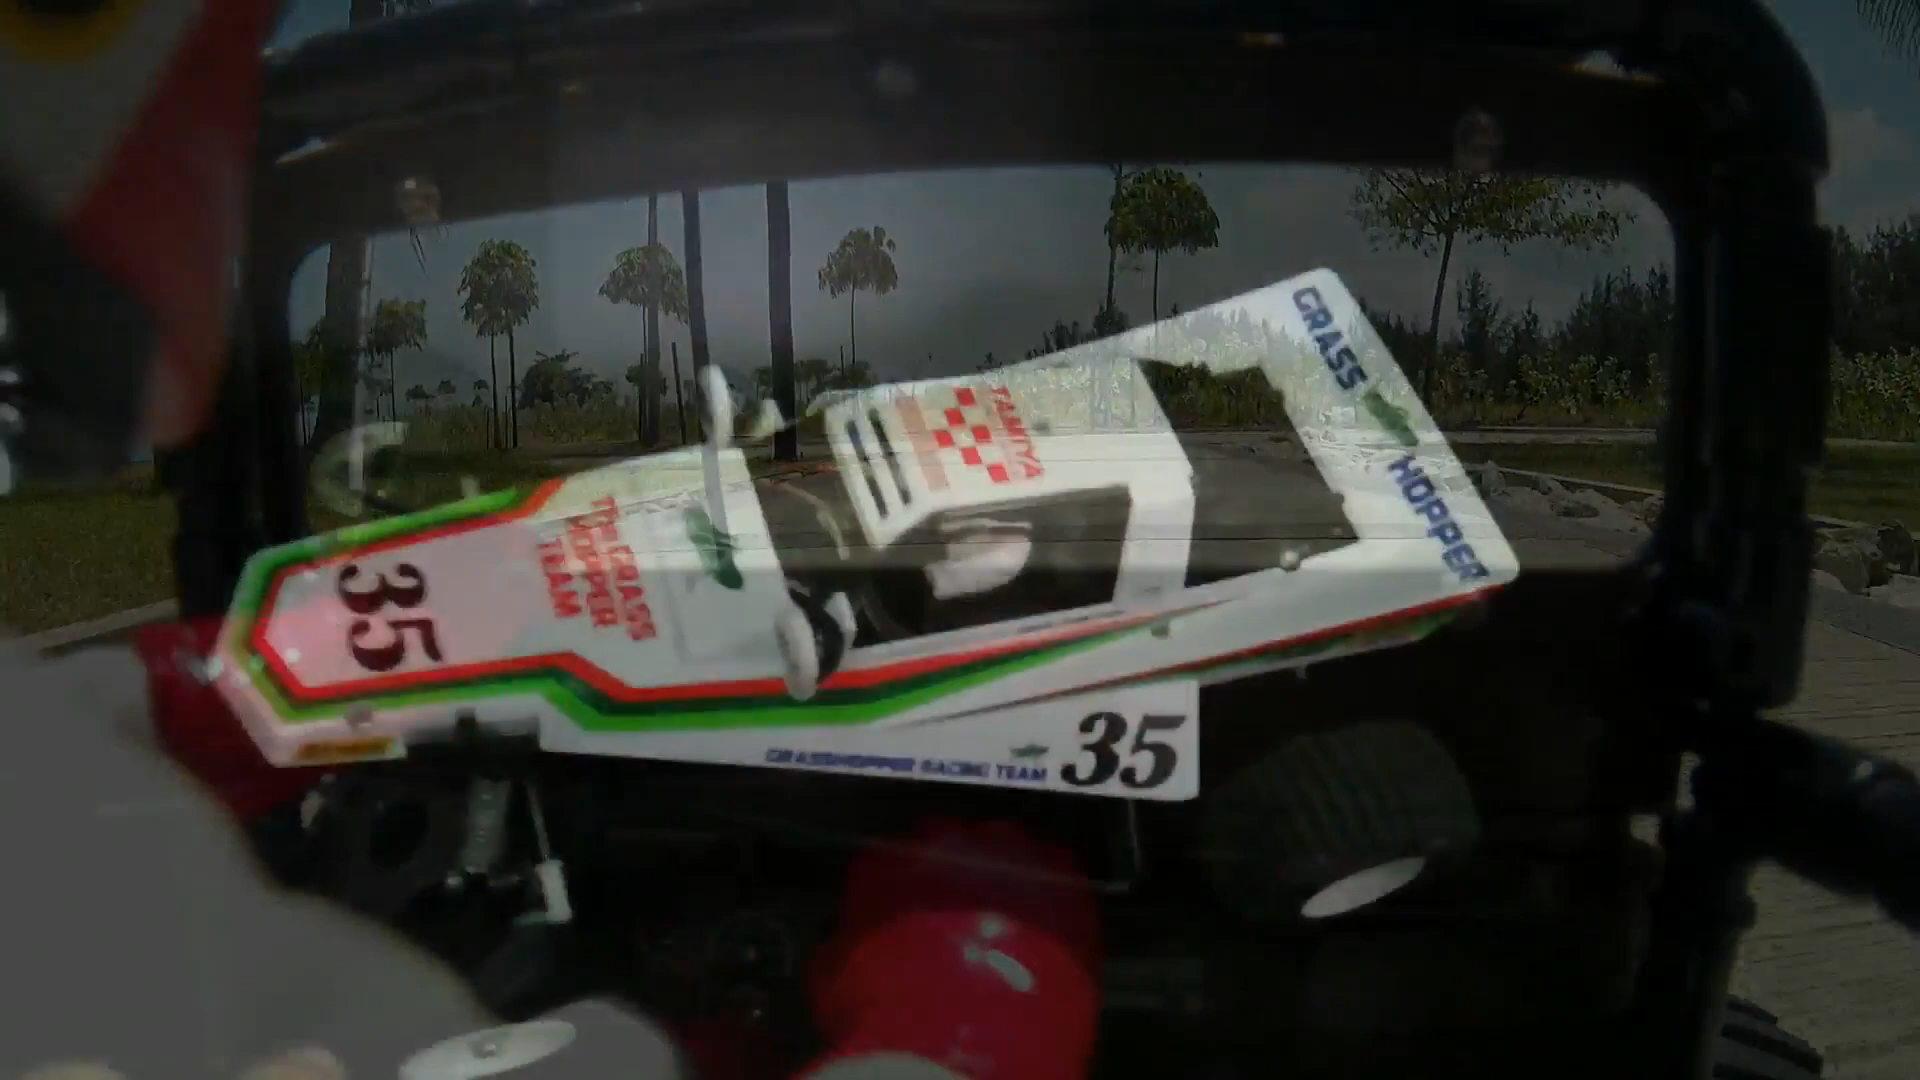 GRASS
HOPPER
TAMIYA
THE GRASS
HOPPER
TEAM
35
GRASSHOPPER RACING TEAM
35